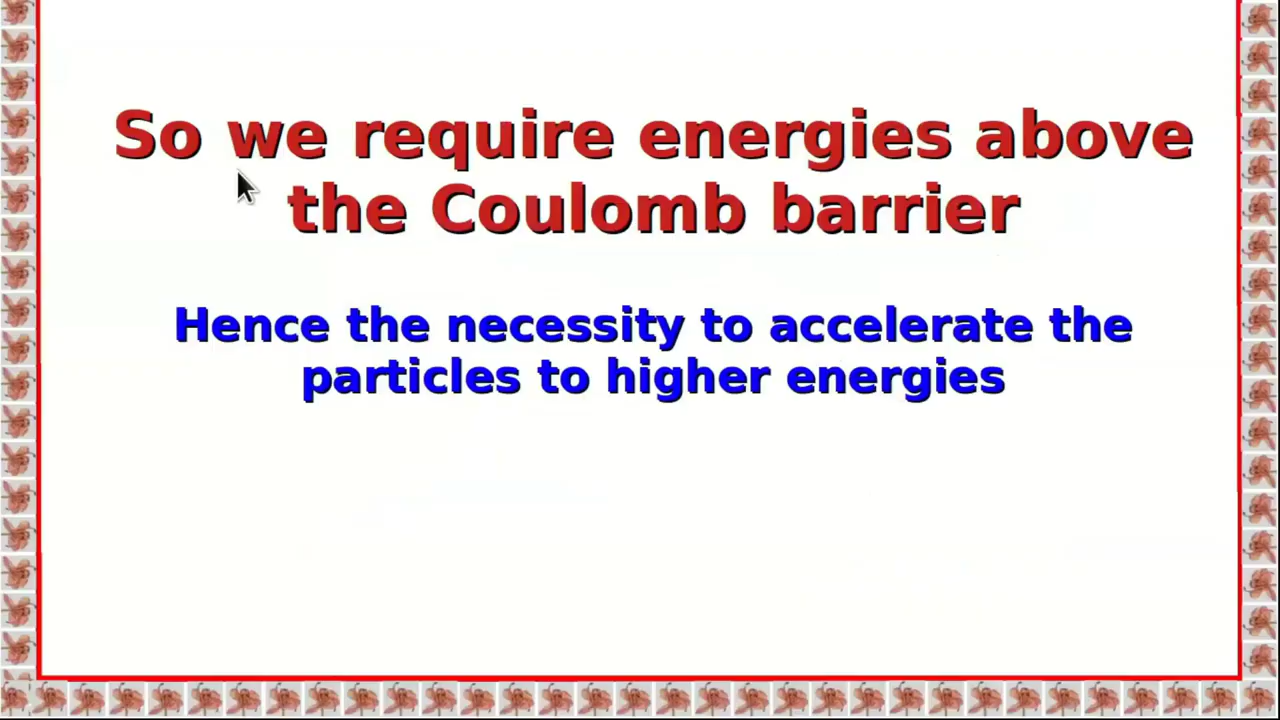 So we require energies above
the Coulomb barrier
Hence the necessity to accelerate the
particles to higher energies